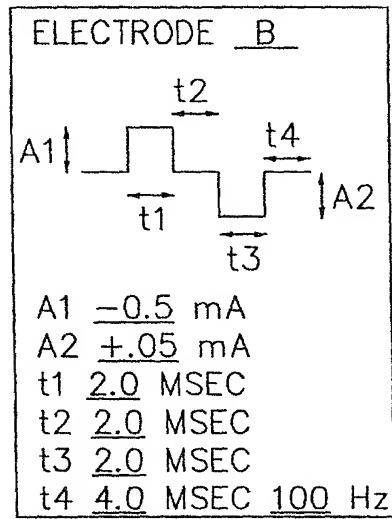 ELECTRODE B
t2
t4
A1
A2
t1
t3
A1 -0.5 mA
A2 +.05 mA
t1 2.0 MSEC
t2 2.0 MSEC
t3 2.0 MSEC
t4 4.0 MSEC 100 Hz